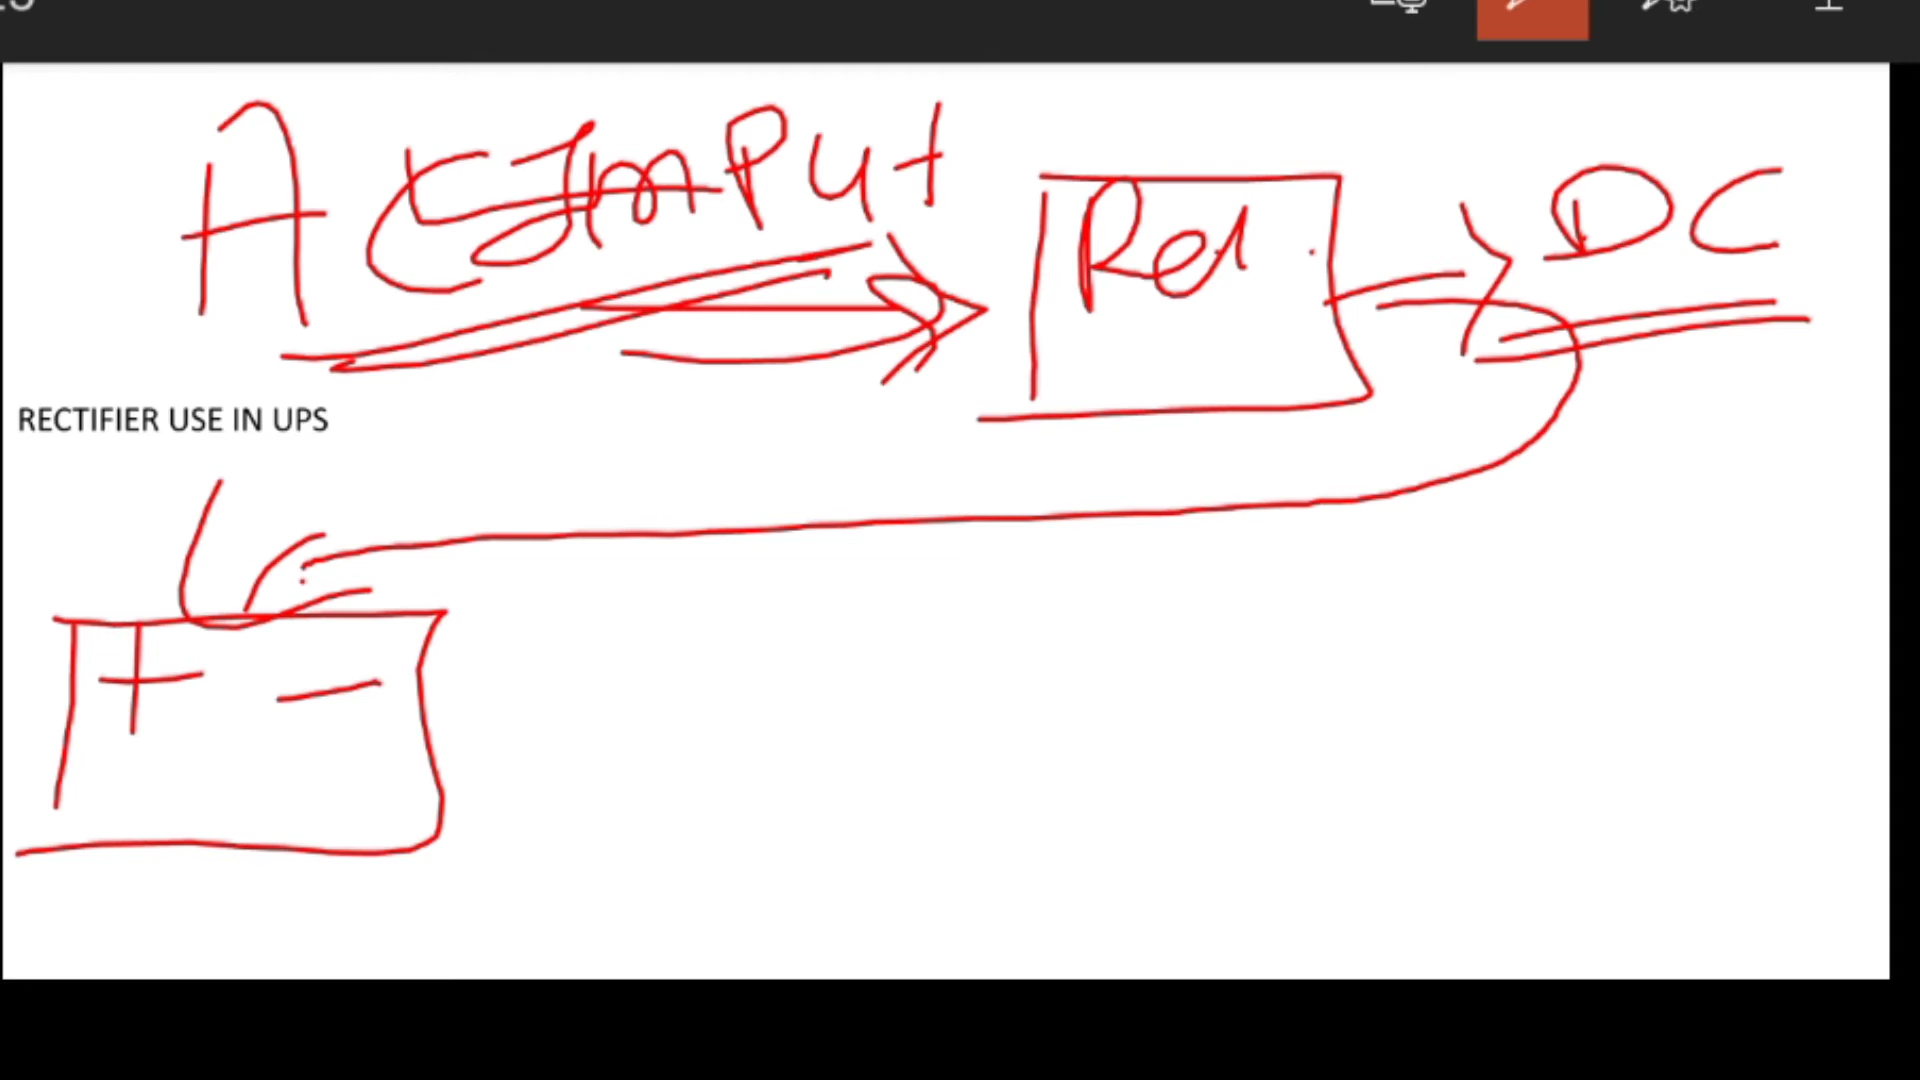 AC Input
Rec
DC
RECTIFIER USE IN UPS
+ −